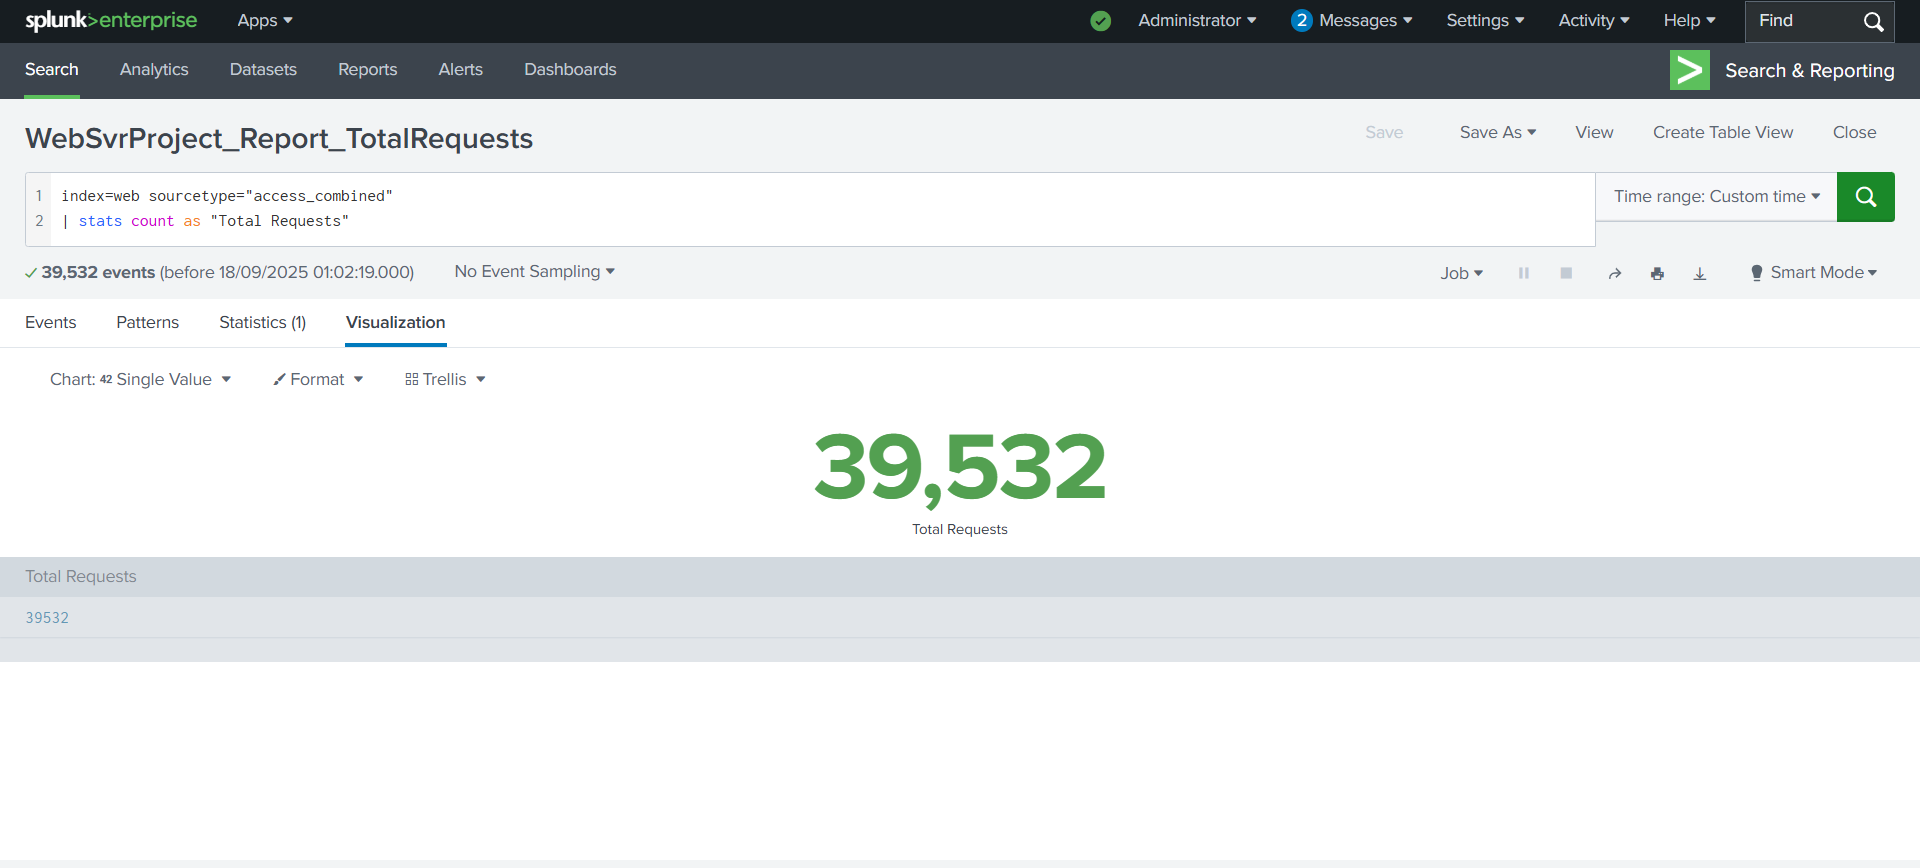 splunk>enterprise Apps Administrator 2 Messages Settings Activity Help Find
Search Analytics Datasets Reports Alerts Dashboards Search & Reporting
WebSvrProject_Report_TotalRequests Save Save As View Create Table View Close
1 index=web sourcetype="access_combined" Time range: Custom time
2 | stats count as "Total Requests"
39,532 events (before 18/09/2025 01:02:19.000) No Event Sampling Job Smart Mode
Events Patterns Statistics (1) Visualization
Chart: 42 Single Value Format Trellis
39,532
Total Requests
Total Requests
39532